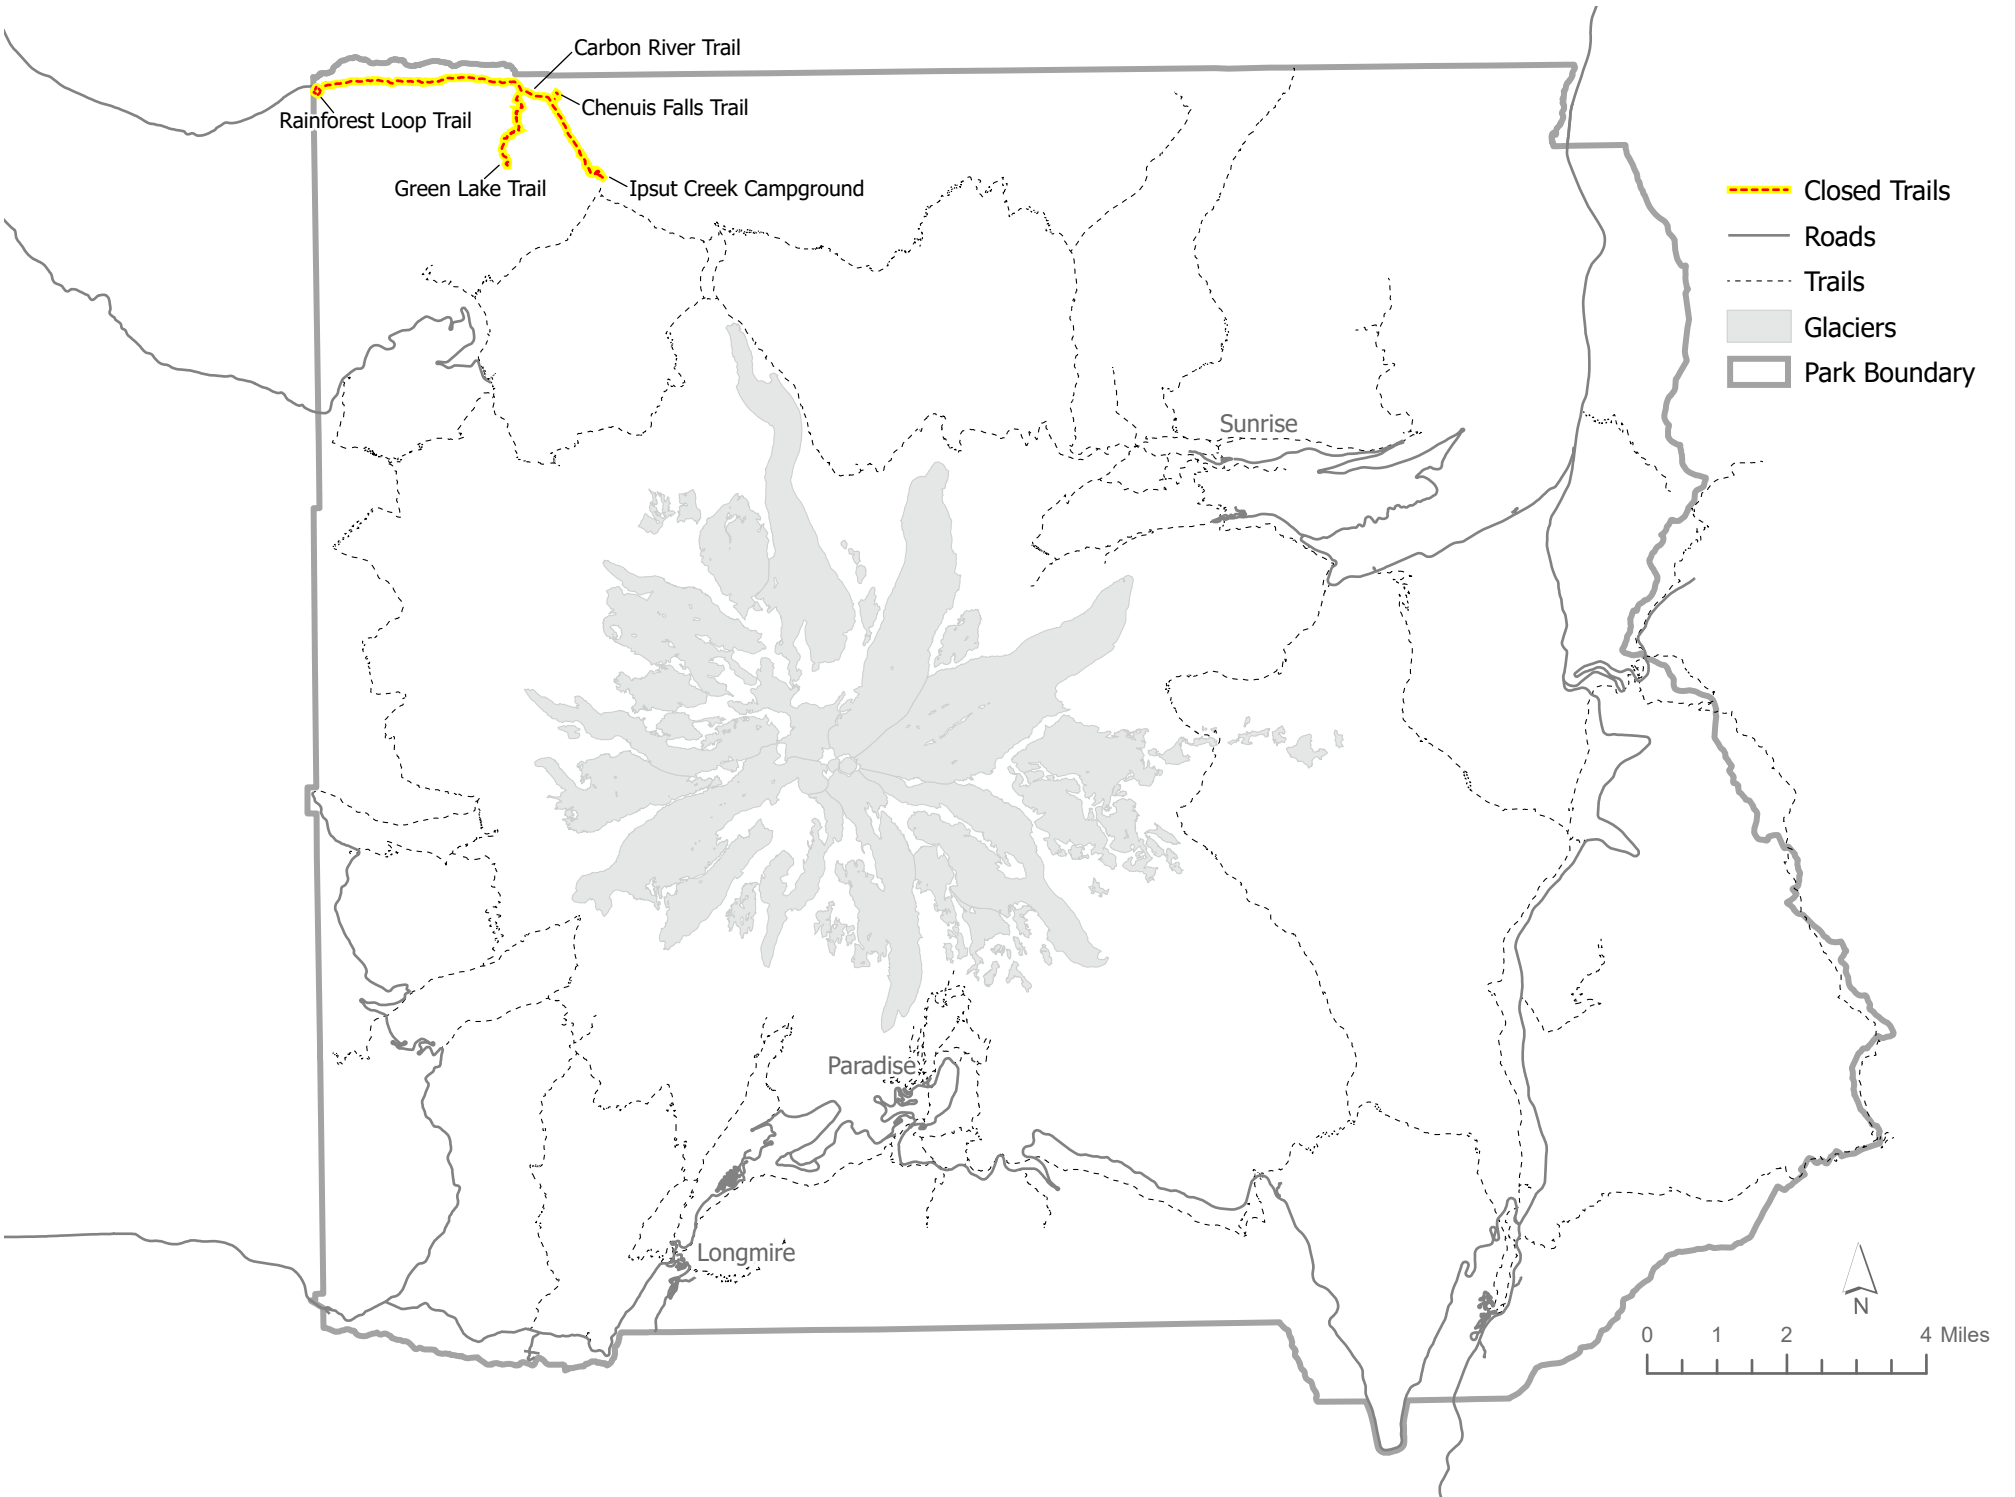 Carbon River Trail
Chenuis Falls Trail
Rainforest Loop Trail
Green Lake Trail
Ipsut Creek Campground
Closed Trails
Roads
Trails
Glaciers
Park Boundary
Sunrise
Paradise
Longmire
N
0 1 2 4 Miles